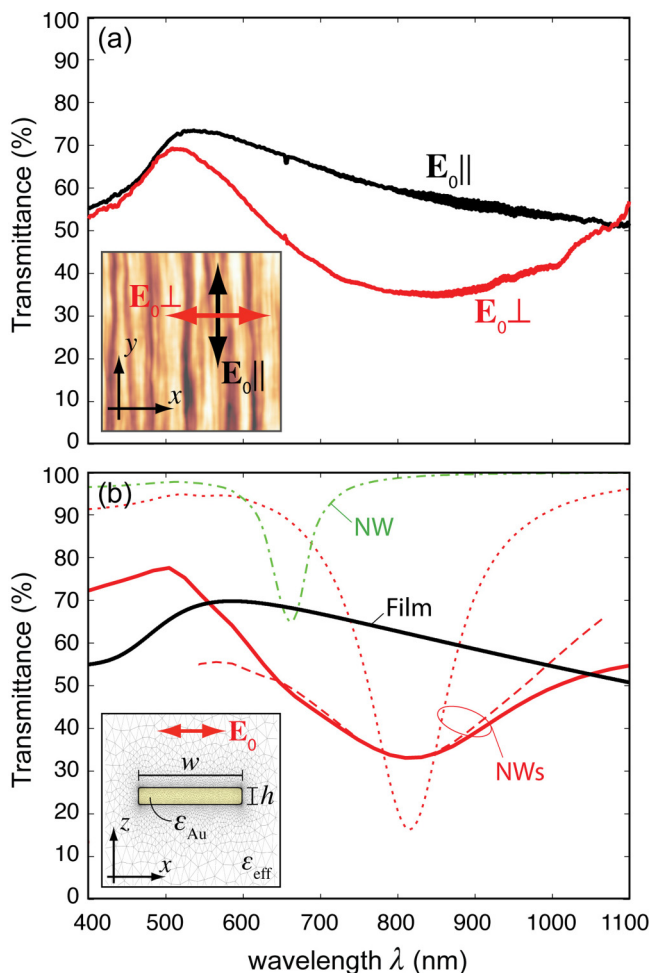 (a)
100
90
80
70
60
50
40
30
20
10
0
Transmittance (%)
E₀||
E₀⊥
E₀⊥
E₀||
y
x
(b)
100
90
80
70
60
50
40
30
20
10
0
Transmittance (%)
NW
Film
NWs
E₀
w
h
εAu
z
x
εeff
400 500 600 700 800 900 1000 1100
wavelength λ (nm)